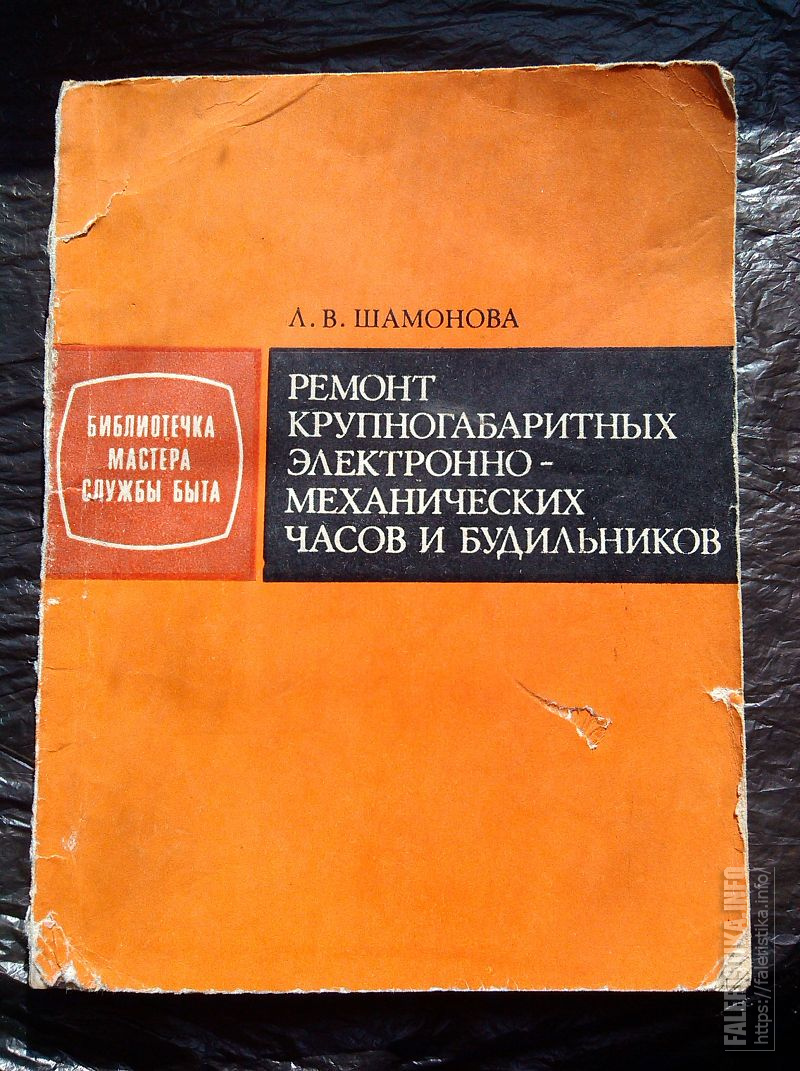 Л. В. ШАМОНОВА
БИБЛИОТЕЧКА
МАСТЕРА
СЛУЖБЫ БЫТА
РЕМОНТ
КРУПНОГАБАРИТНЫХ
ЭЛЕКТРОННО-
МЕХАНИЧЕСКИХ
ЧАСОВ И БУДИЛЬНИКОВ
FALERISTIKA.INFO
https://faleristika.info/